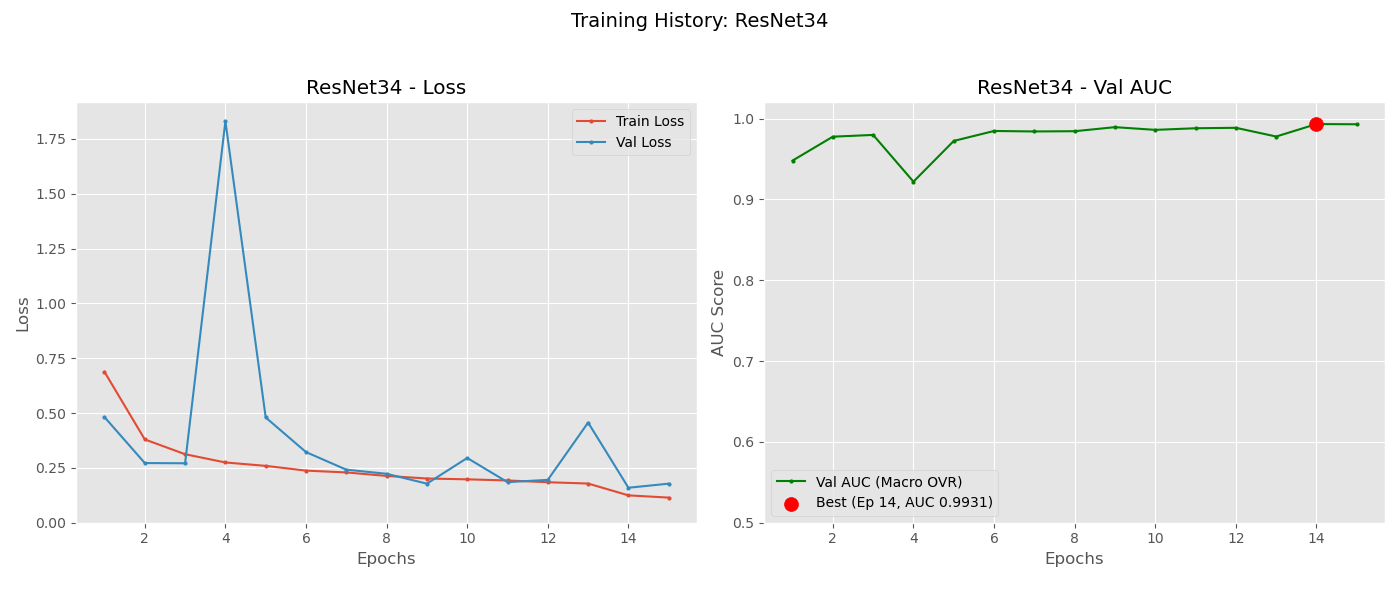 Training History: ResNet34
ResNet34 - Loss
Train Loss
Val Loss
1.75
1.50
1.25
1.00
0.75
0.50
0.25
0.00
Loss
2 4 6 8 10 12 14
Epochs
ResNet34 - Val AUC
1.0
0.9
0.8
0.7
0.6
0.5
AUC Score
Val AUC (Macro OVR)
Best (Ep 14, AUC 0.9931)
2 4 6 8 10 12 14
Epochs